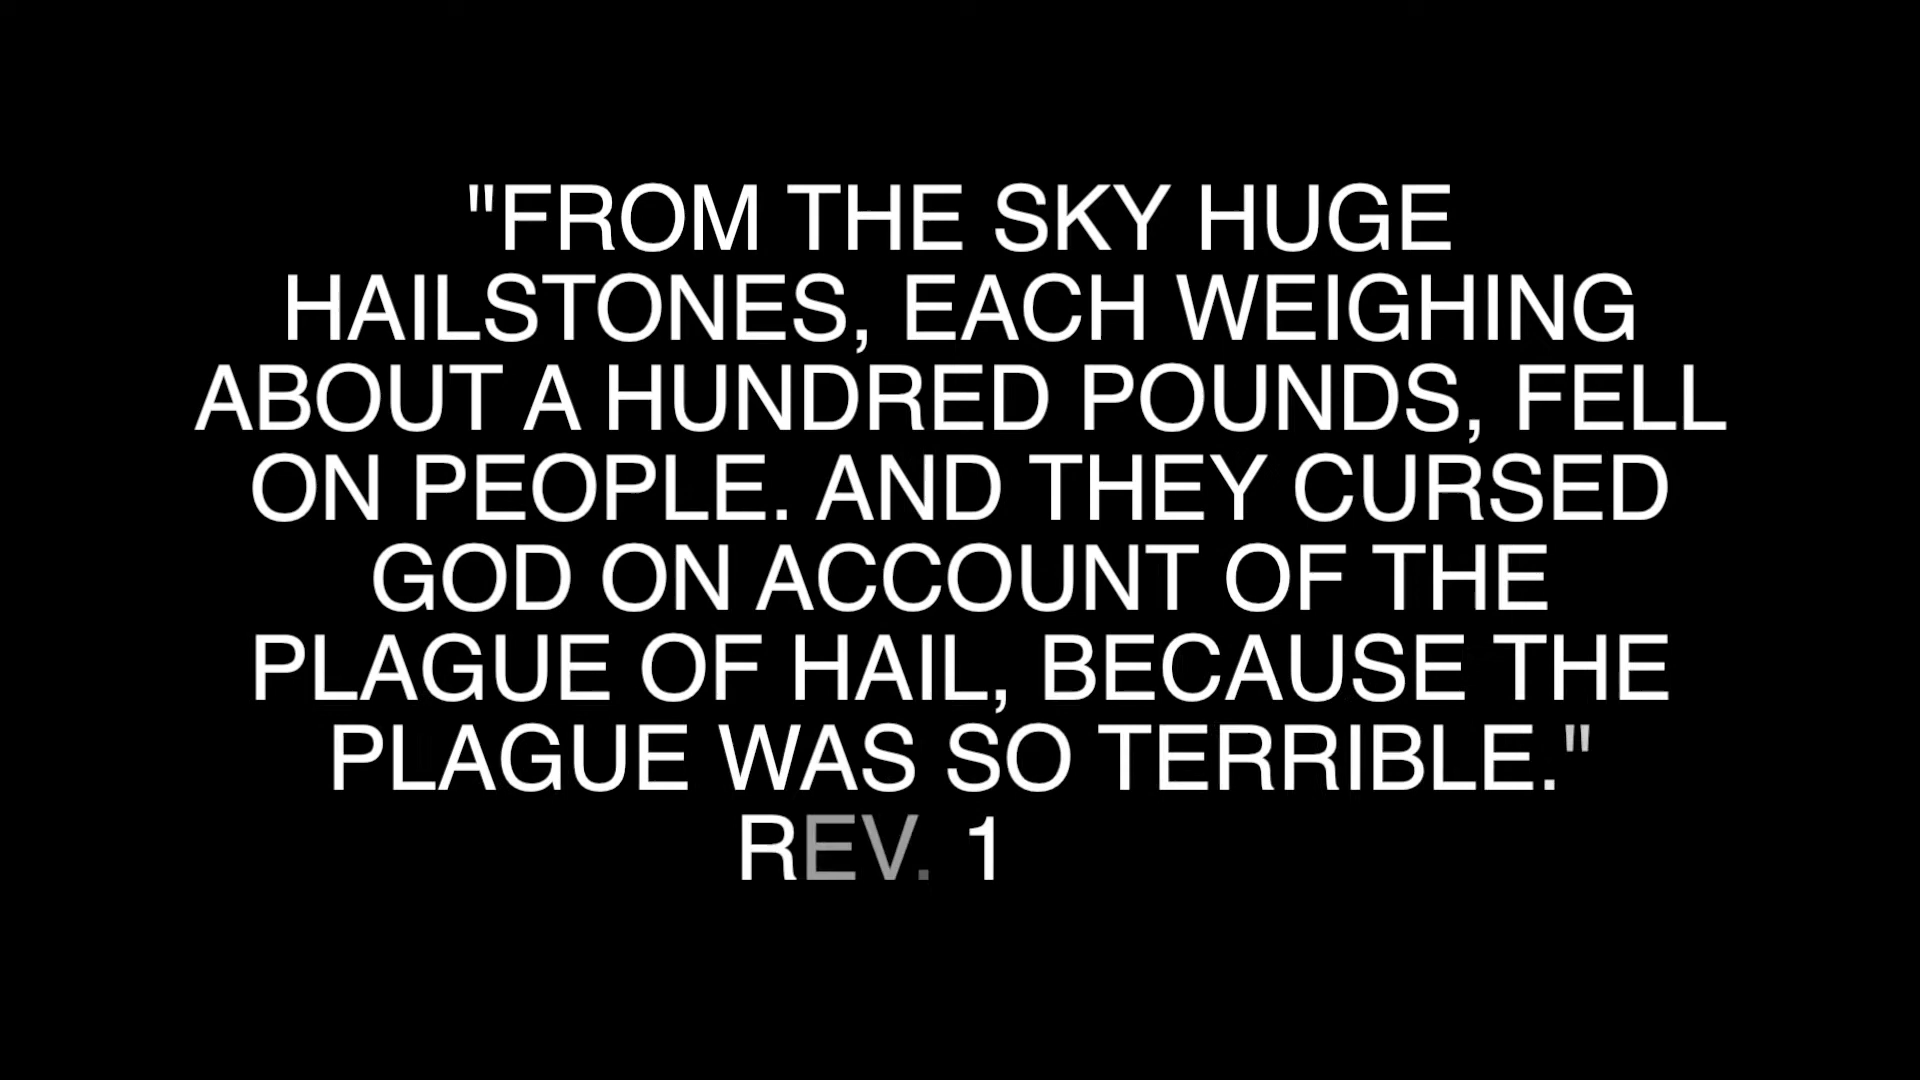 "FROM THE SKY HUGE
HAILSTONES, EACH WEIGHING
ABOUT A HUNDRED POUNDS, FELL
ON PEOPLE. AND THEY CURSED
GOD ON ACCOUNT OF THE
PLAGUE OF HAIL, BECAUSE THE
PLAGUE WAS SO TERRIBLE."
REV. 1